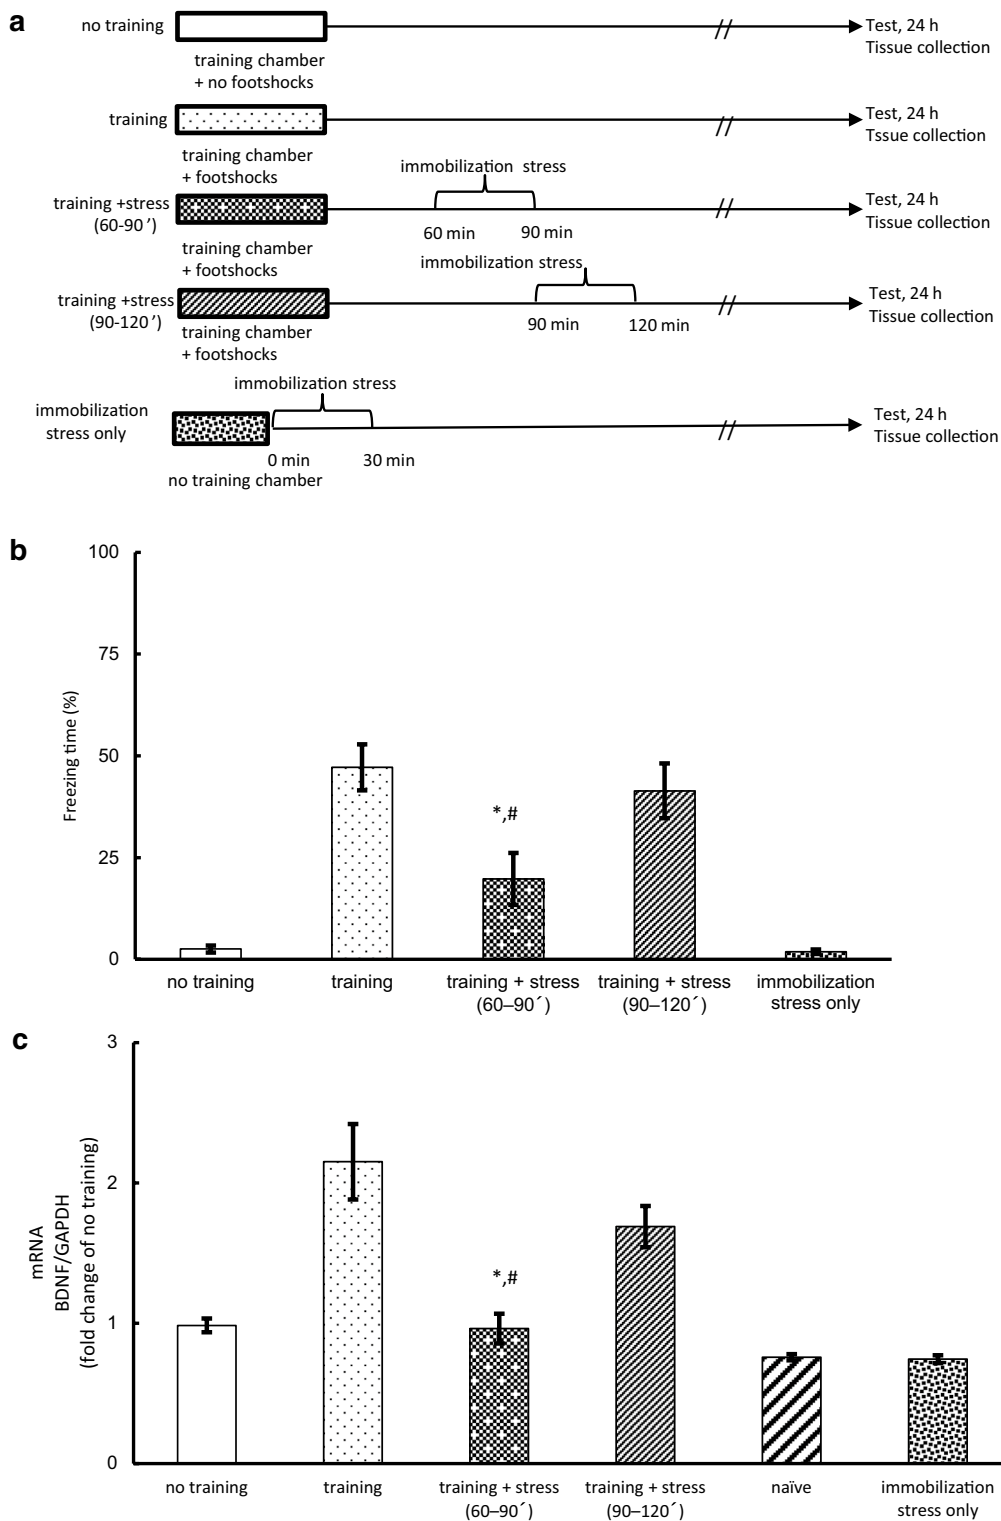 a
no training
Test, 24 h
Tissue collection
training chamber
+ no footshocks
training
Test, 24 h
Tssue collection
training chamber
+ footshocks
immobilization stress
training +stress
(60-90´)
60 min
90 min
Test, 24 h
Tissue collection
training chamber
+ footshocks
immobilization stress
training +stress
(90-120´)
90 min
120 min
Test, 24 h
Tissue collection
training chamber
+ footshocks
immobilization stress
immobilization
stress only
0 min
30 min
Test, 24 h
Tissue collection
no training chamber
b
Freezing time (%)
100
75
50
25
0
*,#
no training
training
training + stress
(60–90´)
training + stress
(90–120´)
immobilization
stress only
c
mRNA
BDNF/GAPDH
(fold change of no training)
3
2
1
0
*,#
no training
training
training + stress
(60–90´)
training + stress
(90–120´)
naïve
immobilization
stress only